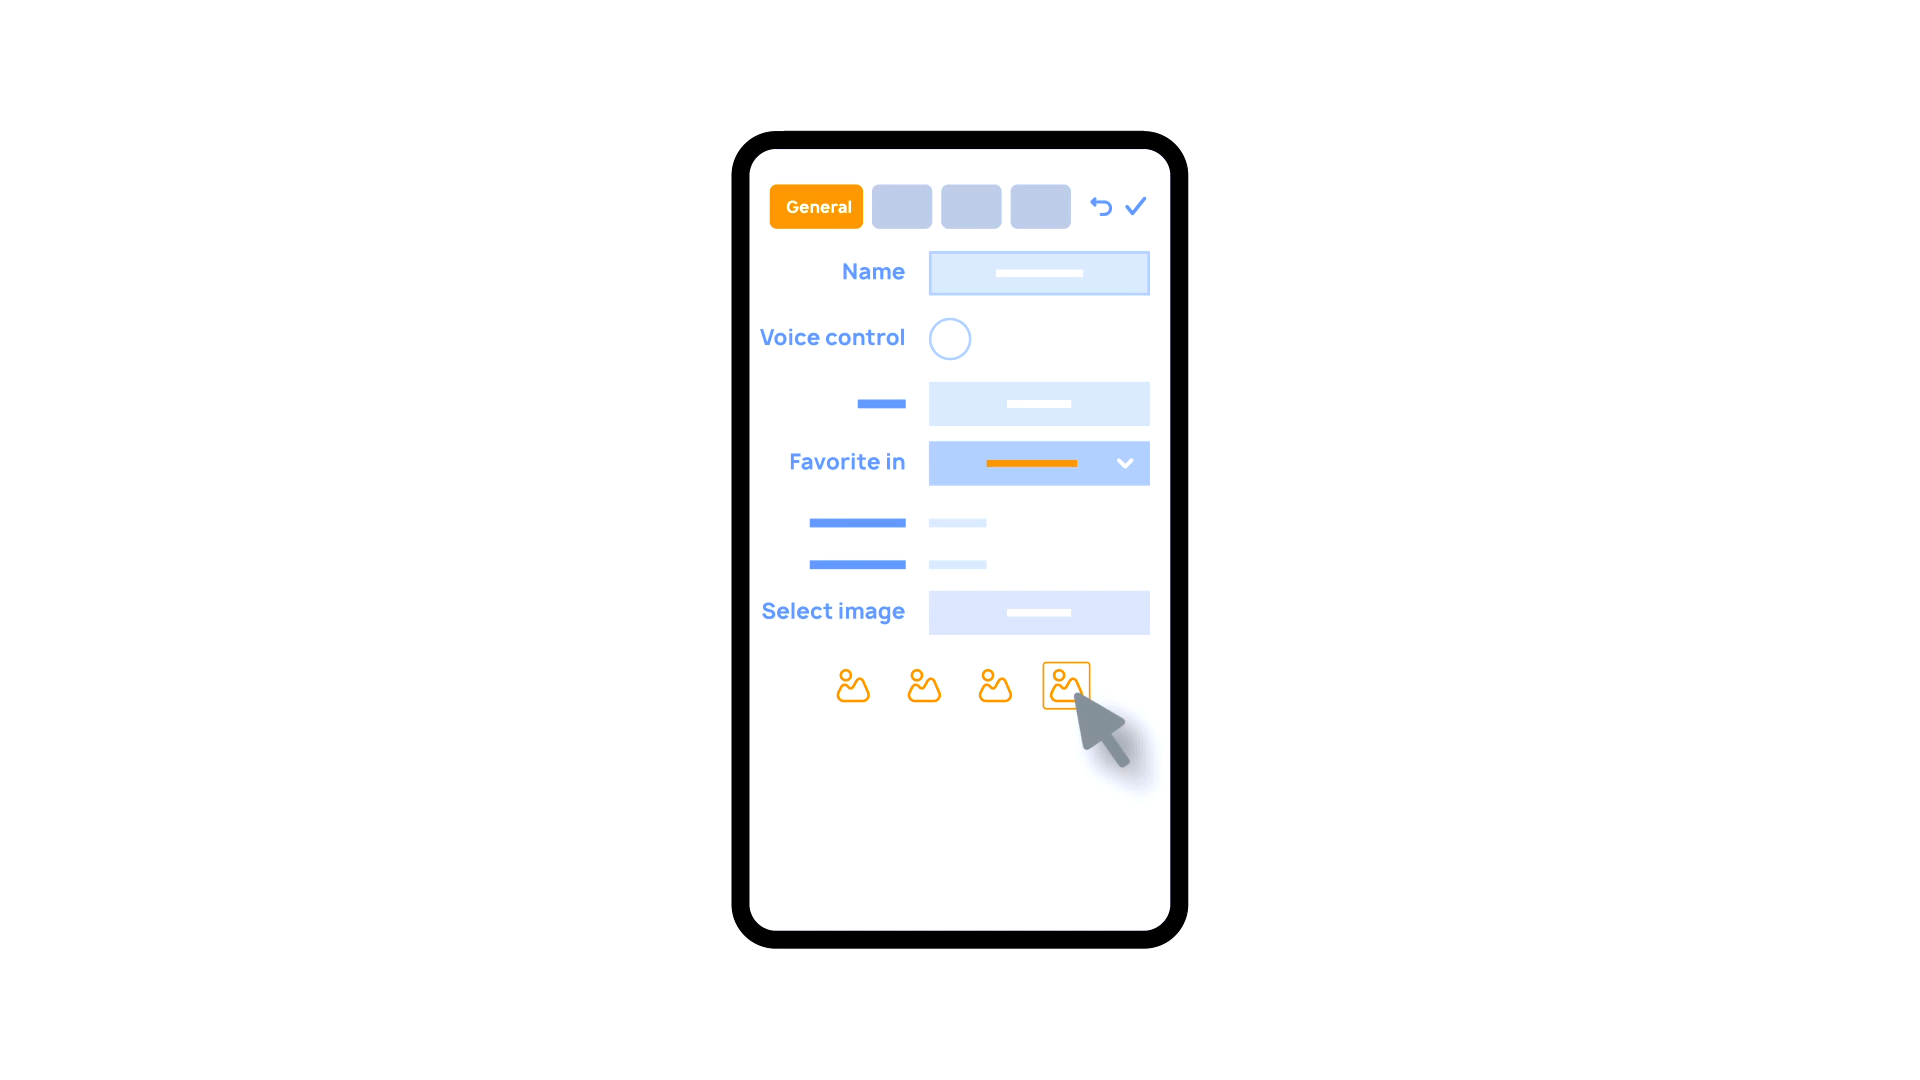 General
Name
Voice control
Favorite in
Select image